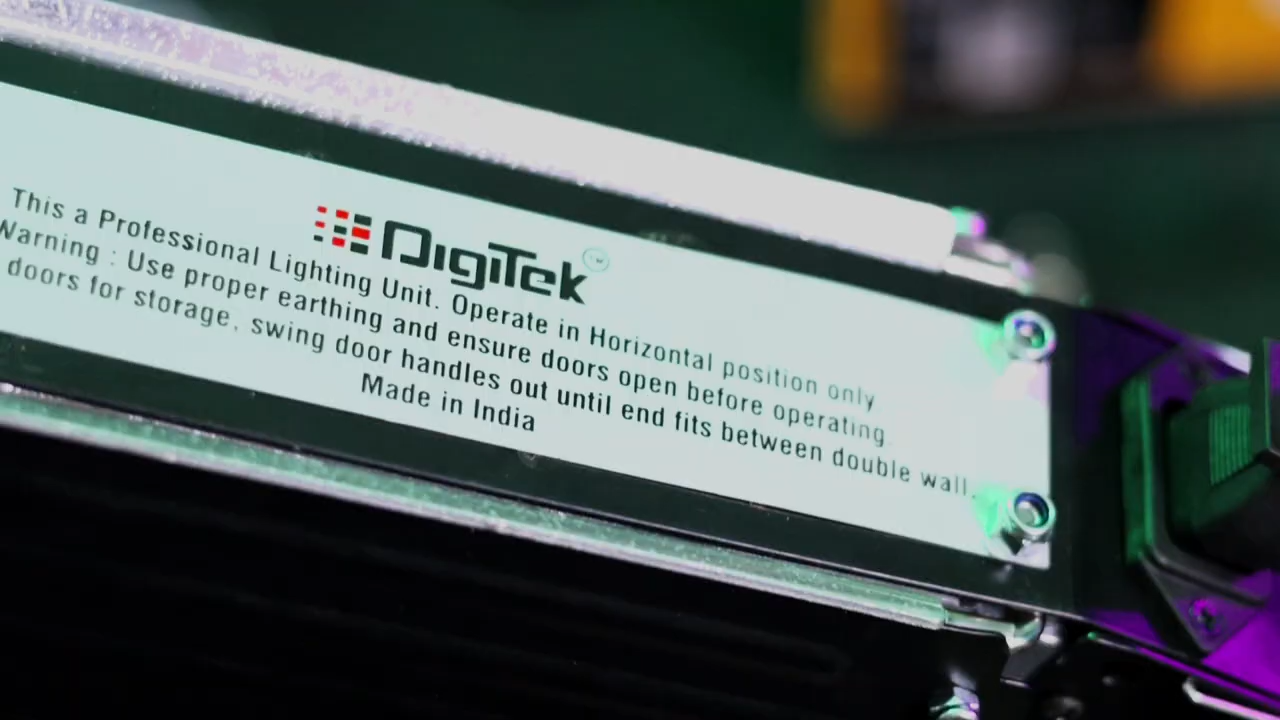 DigiTek
This a Professional Lighting Unit. Operate in Horizontal position only
Warning : Use proper earthing and ensure doors open before operating.
doors for storage, swing door handles out until end fits between double wall.
Made in India